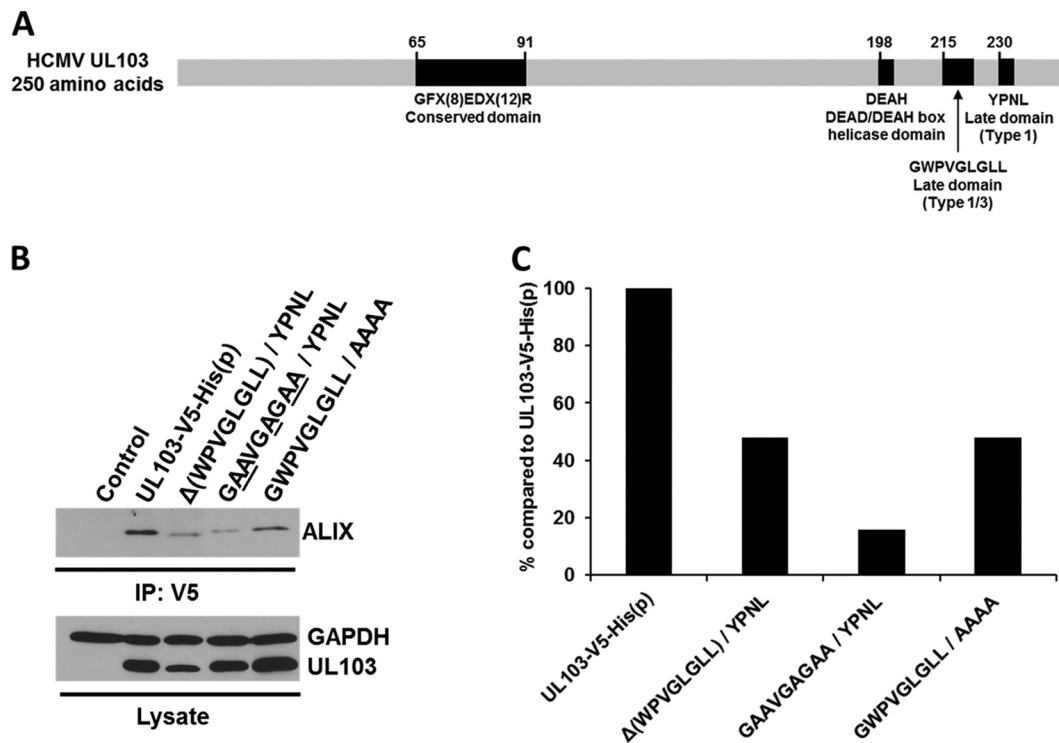 A
HCMV UL103
250 amino acids
65
91
198
215
230
GFX(8)EDX(12)R
Conserved domain
DEAH
DEAD/DEAH box
helicase domain
YPNL
Late domain
(Type 1)
GWPVGLGLL
Late domain
(Type 1/3)
B
Control
UL103-V5-His(p)
Δ(WPVGLGLL) / YPNL
GAAVGAGAA / YPNL
GWPVGLGLL / AAAA
ALIX
IP: V5
GAPDH
UL103
Lysate
C
% compared to UL103-V5-His(p)
100
80
60
40
20
0
UL103-V5-His(p)
Δ(WPVGLGLL) / YPNL
GAAVGAGAA / YPNL
GWPVGLGLL / AAAA